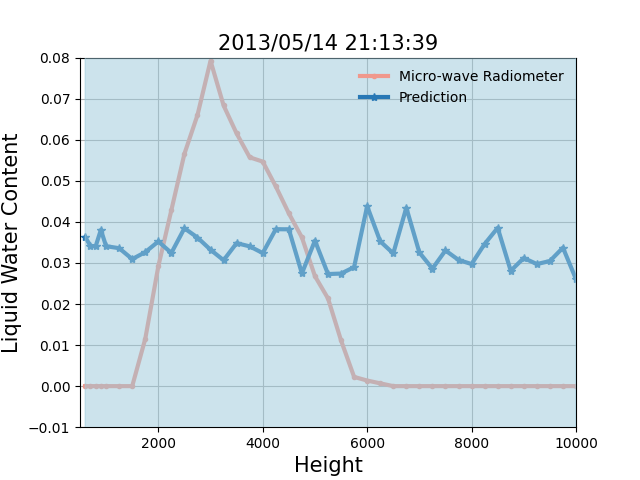 2013/05/14 21:13:39
Micro-wave Radiometer
Prediction
Liquid Water Content
0.08
0.07
0.06
0.05
0.04
0.03
0.02
0.01
0.00
−0.01
2000 4000 6000 8000 10000
Height